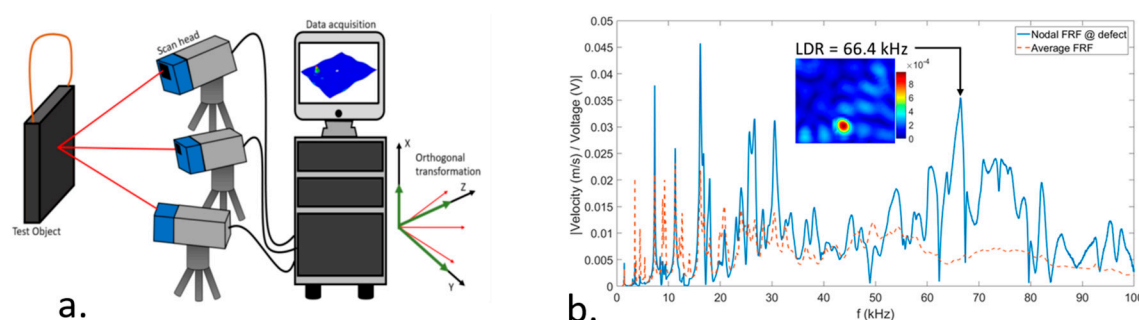 Scan head
Data acquisition
Test Object
X
Orthogonal
transformation
Z
Y
a.
|Velocity (m/s) / Voltage (V)|
0.05
0.045
0.04
0.035
0.03
0.025
0.02
0.015
0.01
0.005
0
LDR = 66.4 kHz
×10⁻⁴
8
6
4
2
0
Nodal FRF @ defect
Average FRF
0 10 20 30 40 50 60 70 80 90 100
f (kHz)
b.